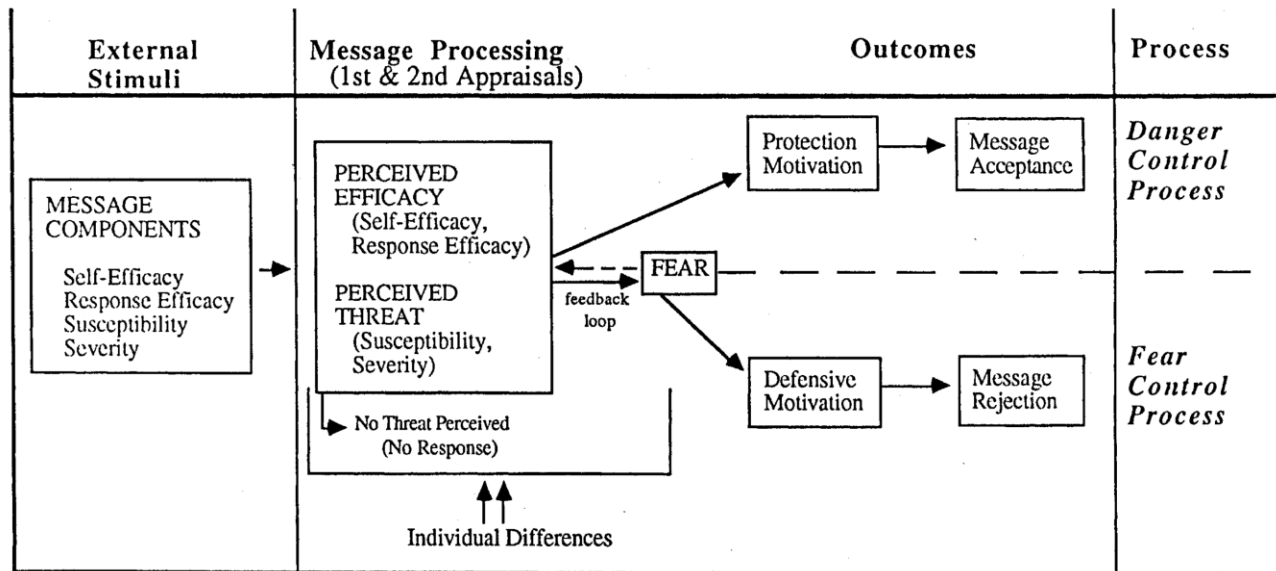 External
Stimuli
Message Processing
(1st & 2nd Appraisals)
Outcomes
Process
MESSAGE
COMPONENTS
Self-Efficacy
Response Efficacy
Susceptibility
Severity
PERCEIVED
EFFICACY
(Self-Efficacy,
Response Efficacy)
PERCEIVED
THREAT
(Susceptibility,
Severity)
No Threat Perceived
(No Response)
Individual Differences
feedback
loop
FEAR
Protection
Motivation
Message
Acceptance
Defensive
Motivation
Message
Rejection
Danger
Control
Process
Fear
Control
Process